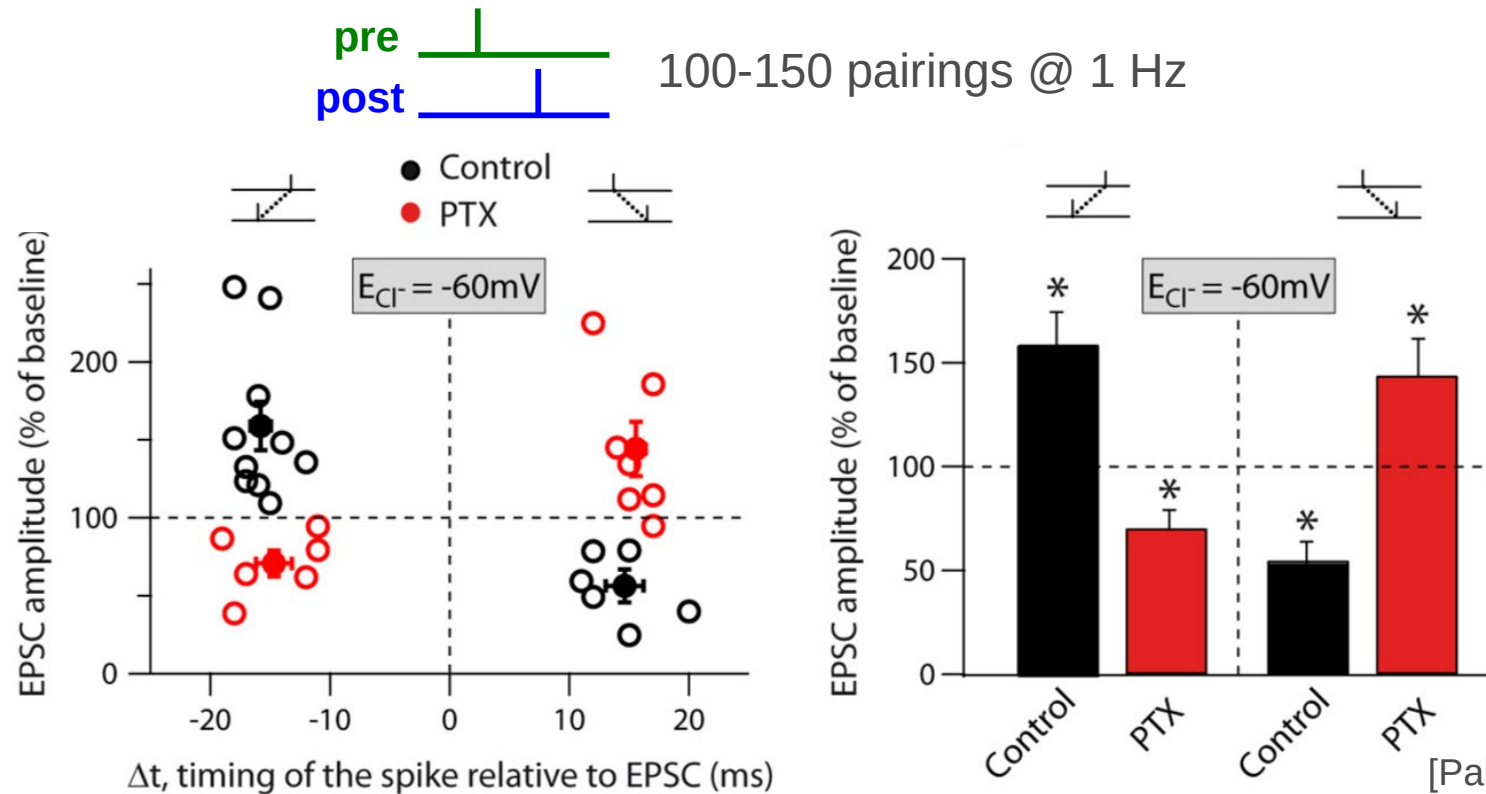 pre
post
100-150 pairings @ 1 Hz
Control
PTX
EPSC amplitude (% of baseline)
E_Cl⁻ = -60mV
200
100
0
-20
-10
0
10
20
Δt, timing of the spike relative to EPSC (ms)
EPSC amplitude (% of baseline)
E_Cl⁻ = -60mV
200
150
100
50
0
*
*
*
*
Control
PTX
Control
PTX